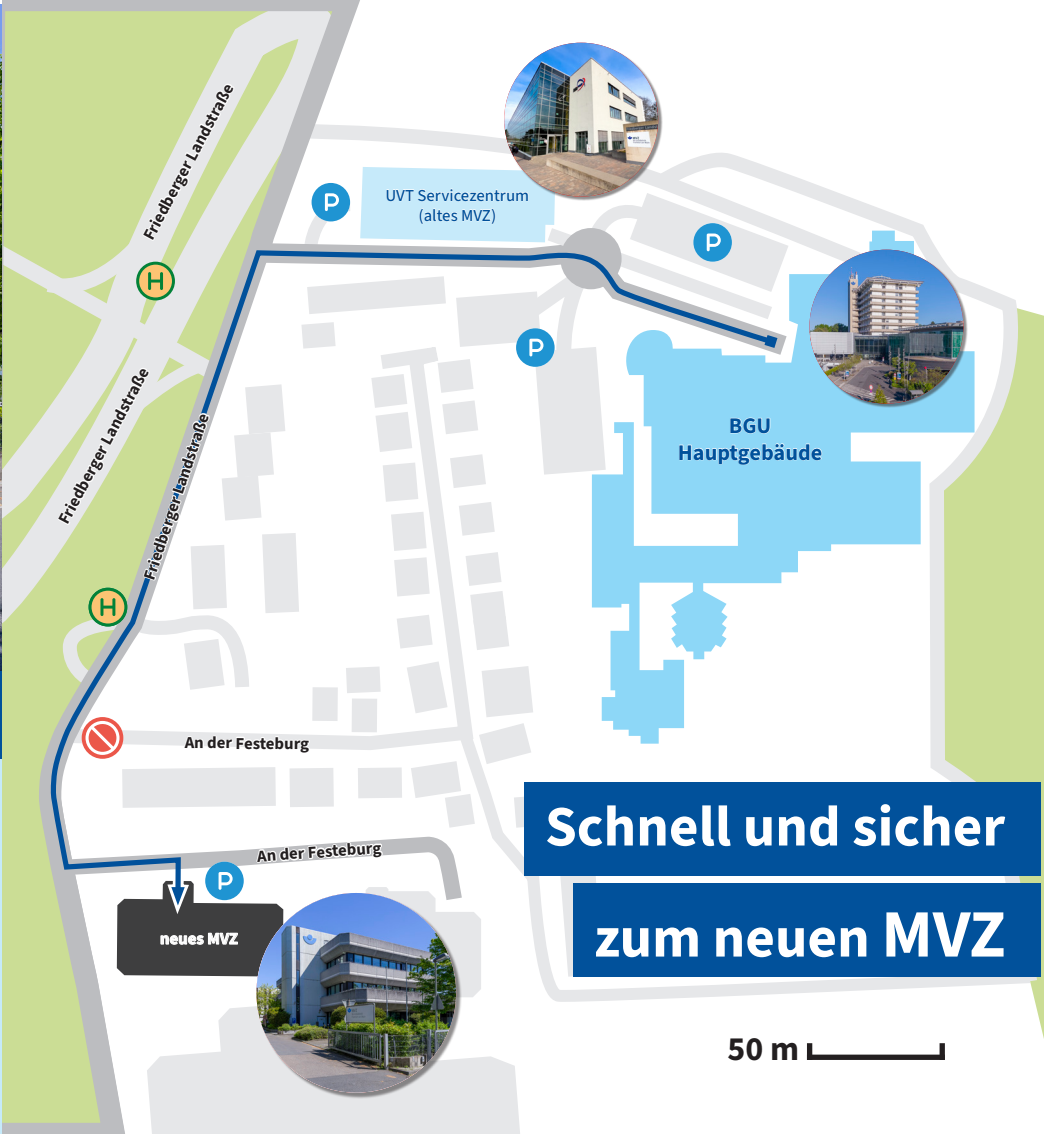 Friedberger Landstraße
P
UVT Servicezentrum
(altes MVZ)
P
H
P
Friedberger Landstraße
Friedberger Landstraße
BGU
Hauptgebäude
H
An der Festeburg
Schnell und sicher
zum neuen MVZ
An der Festeburg
P
neues MVZ
50 m